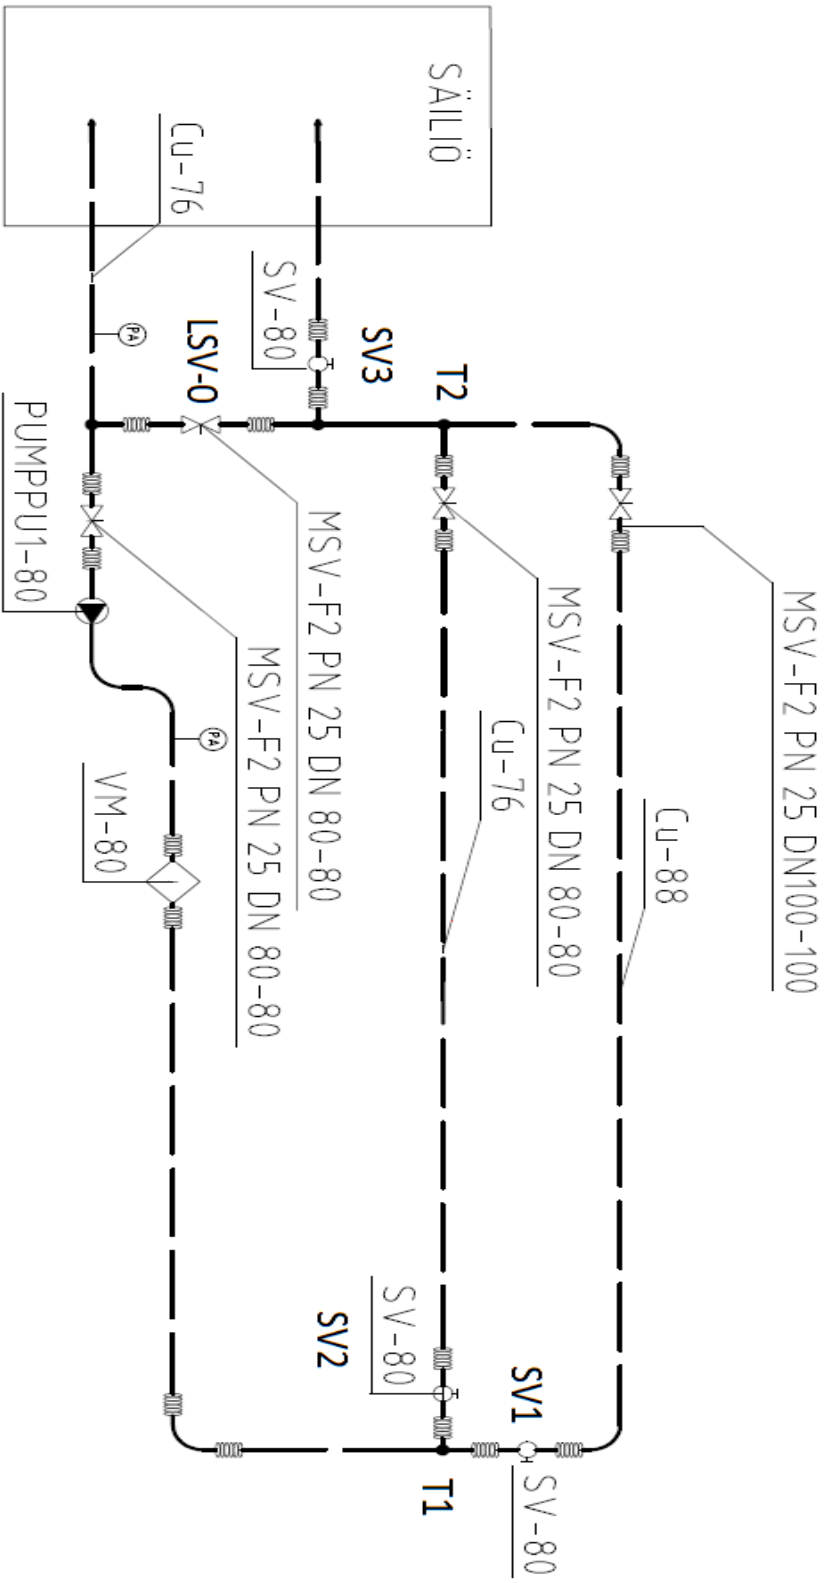 SÄILIÖ
Cu-76
SV-80
PA
LSV-0
SV3
T2
PUMPPU1-80
MSV-F2 PN 25 DN 80-80
MSV-F2 PN 25 DN 80-80
MSV-F2 PN 25 DN 80-80
MSV-F2 PN 25 DN100-100
PA
VM-80
Cu-76
Cu-88
SV-80
SV2
SV1
T1
SV-80